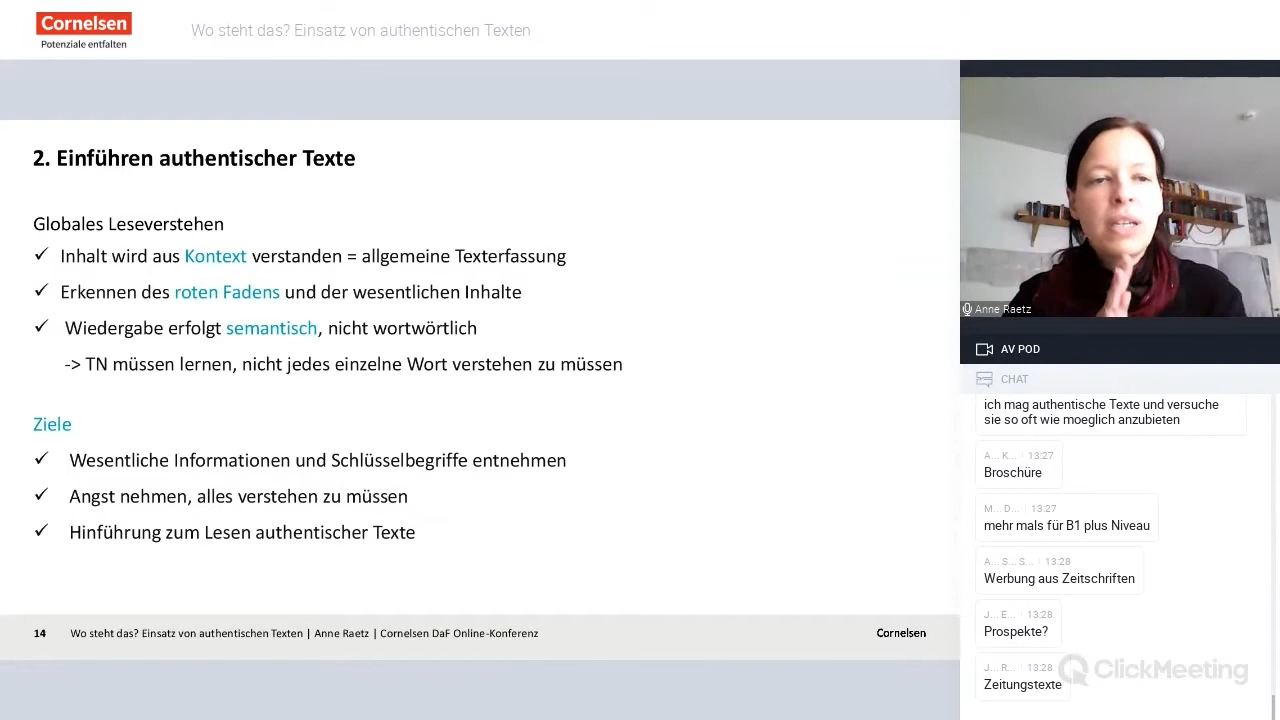 Cornelsen
Potenziale entfalten
Wo steht das? Einsatz von authentischen Texten
2. Einführen authentischer Texte
Globales Leseverstehen
✓ Inhalt wird aus Kontext verstanden = allgemeine Texterfassung
✓ Erkennen des roten Fadens und der wesentlichen Inhalte
✓ Wiedergabe erfolgt semantisch, nicht wortwörtlich
-> TN müssen lernen, nicht jedes einzelne Wort verstehen zu müssen
Ziele
✓ Wesentliche Informationen und Schlüsselbegriffe entnehmen
✓ Angst nehmen, alles verstehen zu müssen
✓ Hinführung zum Lesen authentischer Texte
14 Wo steht das? Einsatz von authentischen Texten | Anne Raetz | Cornelsen DaF Online-Konferenz Cornelsen
Anne Raetz
AV POD
CHAT
ich mag authentische Texte und versuche
sie so oft wie moeglich anzubieten
A... K... 13:27
Broschüre
M... D... 13:27
mehr mals für B1 plus Niveau
A... S... S... 13:28
Werbung aus Zeitschriften
J... E... 13:28
Prospekte?
J... R... 13:28
Zeitungstexte
ClickMeeting